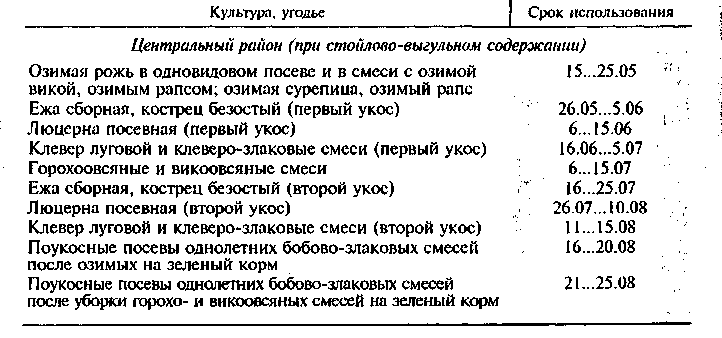 Культура, угодье Срок использования
Центральный район (при стойлово-выгульном содержании)
Озимая рожь в одновидовом посеве и в смеси с озимой 15...25.05
викой, озимым рапсом; озимая сурепица, озимый рапс
Ежа сборная, кострец безостый (первый укос) 26.05...5.06
Люцерна посевная (первый укос) 6...15.06
Клевер луговой и клеверо-злаковые смеси (первый укос) 16.06...5.07
Горохоовсяные и викоовсяные смеси 6...15.07
Ежа сборная, кострец безостый (второй укос) 16...25.07
Люцерна посевная (второй укос) 26.07...10.08
Клевер луговой и клеверо-злаковые смеси (второй укос) 11...15.08
Поукосные посевы однолетних бобово-злаковых смесей 16...20.08
после озимых на зеленый корм
Поукосные посевы однолетних бобово-злаковых смесей 21...25.08
после уборки горохо- и викоовсяных смесей на зеленый корм